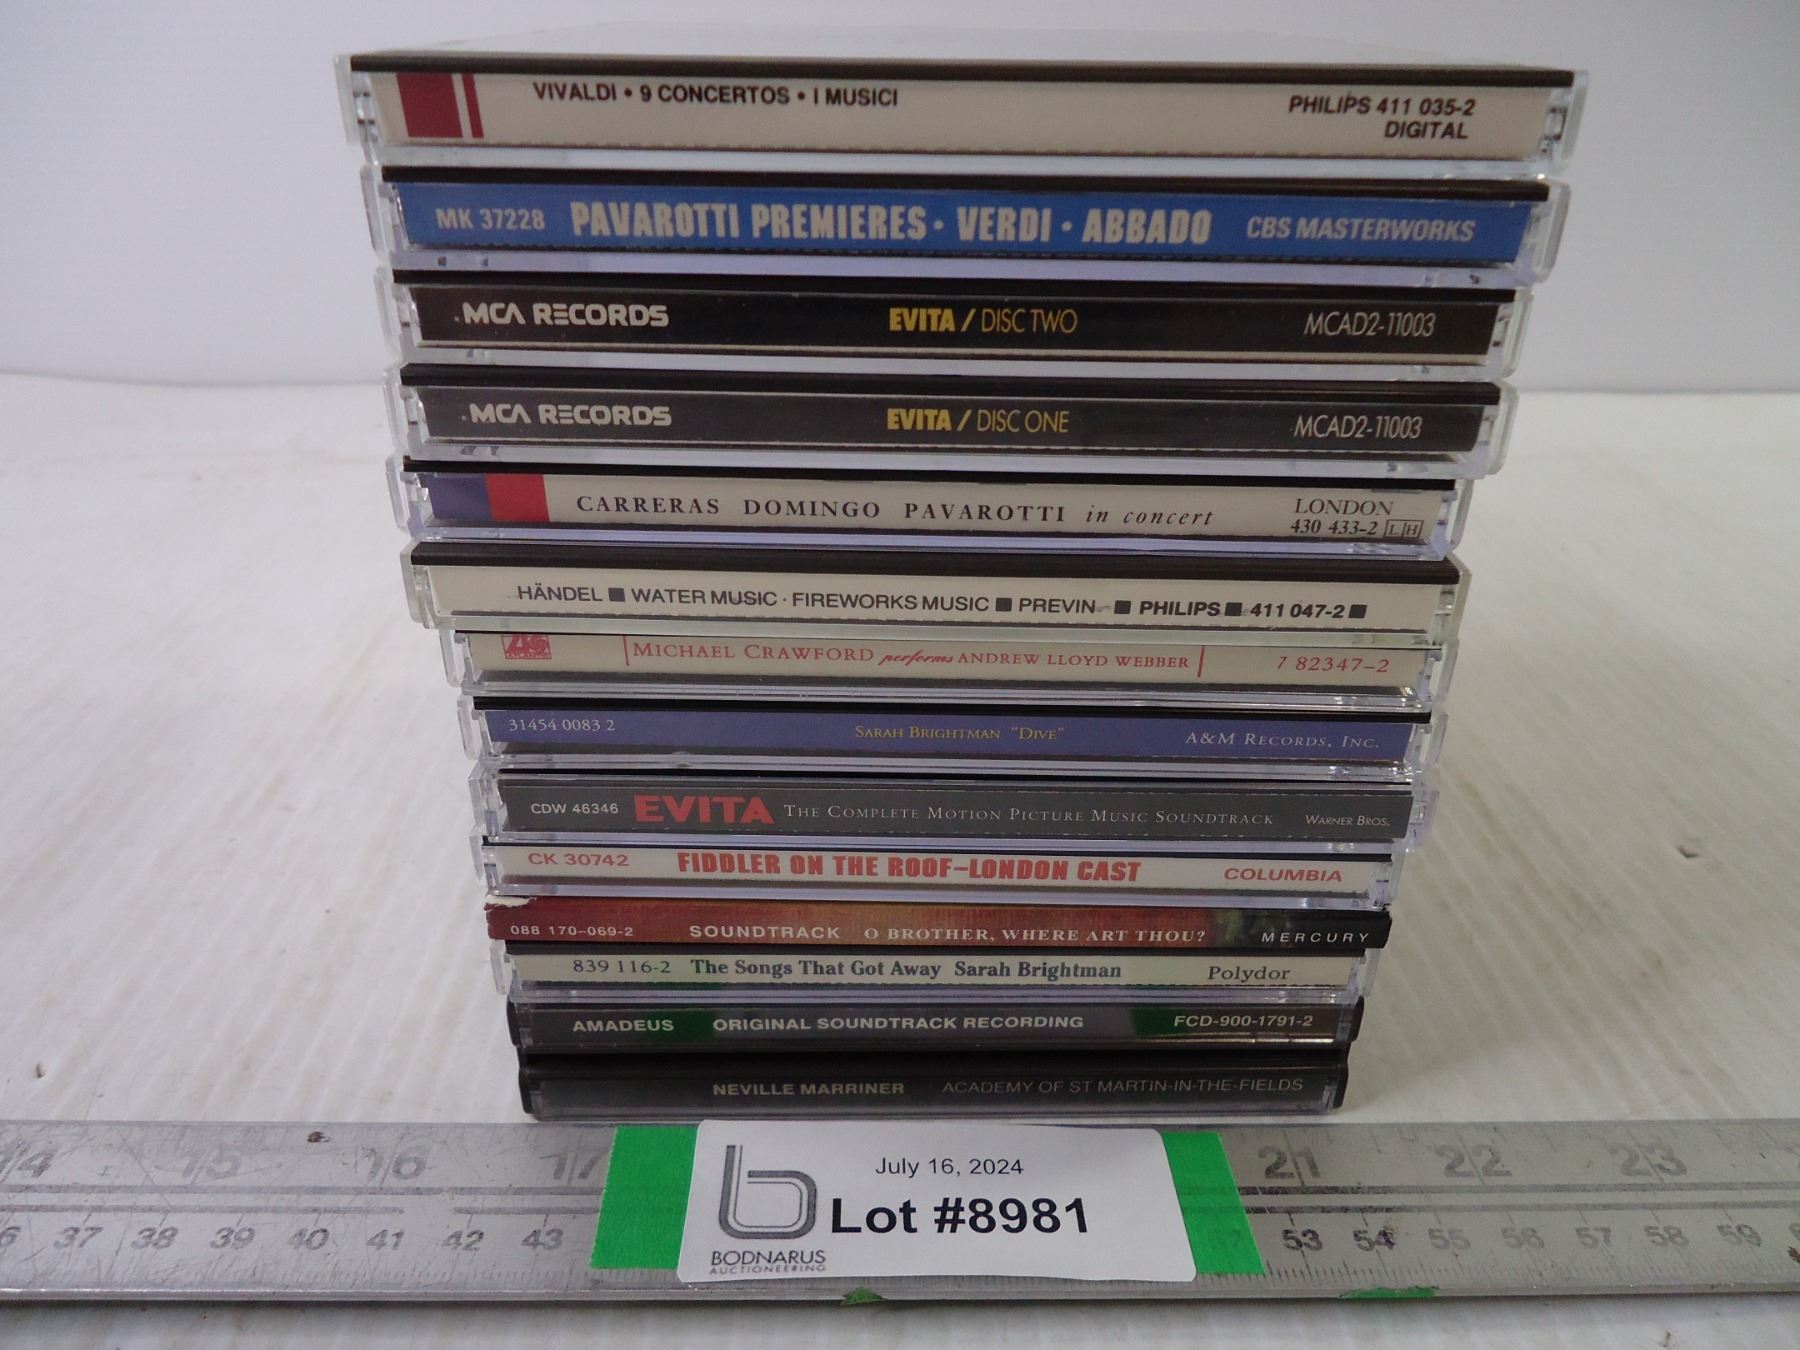 VIVALDI • 9 CONCERTOS • I MUSICI PHILIPS 411 035-2
DIGITAL
MK 37228 PAVAROTTI PREMIERES · VERDI · ABBADO CBS MASTERWORKS
MCA RECORDS EVITA / DISC TWO MCAD2-11003
MCA RECORDS EVITA / DISC ONE MCAD2-11003
CARRERAS DOMINGO PAVAROTTI in concert LONDON
430 433-2 LH
HÄNDEL ■ WATER MUSIC · FIREWORKS MUSIC ■ PREVIN ■ PHILIPS ■ 411 047-2 ■
ATLANTIC MICHAEL CRAWFORD performs ANDREW LLOYD WEBBER 7 82347-2
31454 0083 2 SARAH BRIGHTMAN "DIVE" A&M RECORDS, INC.
CDW 46346 EVITA THE COMPLETE MOTION PICTURE MUSIC SOUNDTRACK WARNER BROS.
CK 30742 FIDDLER ON THE ROOF-LONDON CAST COLUMBIA
088 170-069-2 SOUNDTRACK O BROTHER, WHERE ART THOU? MERCURY
839 116-2 The Songs That Got Away Sarah Brightman Polydor
AMADEUS ORIGINAL SOUNDTRACK RECORDING FCD-900-1791-2
NEVILLE MARRINER ACADEMY OF ST MARTIN-IN-THE-FIELDS
14 15 16 17 21 22 23
37 38 39 40 41 42 43 53 54 55 56 57 58 59
July 16, 2024
Lot #8981
BODNARUS
AUCTIONEERING